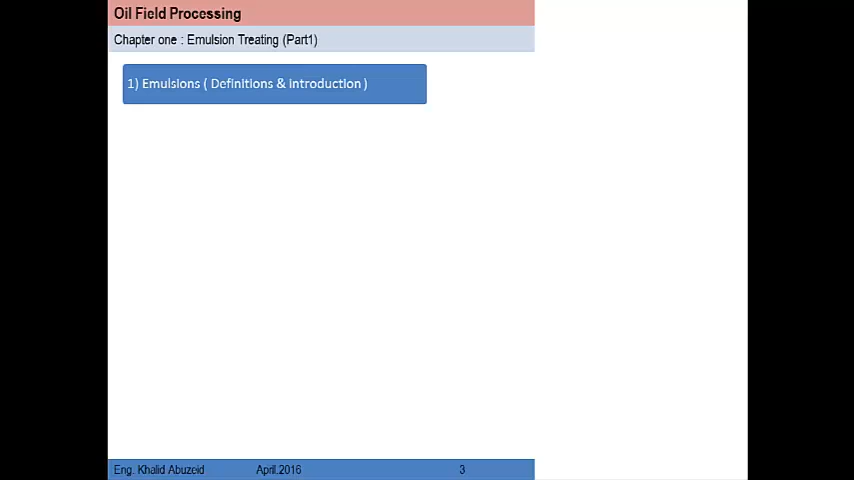 Oil Field Processing
Chapter one : Emulsion Treating (Part1)
1) Emulsions ( Definitions & Introduction )
Eng. Khalid Abuzeid April,2016 3